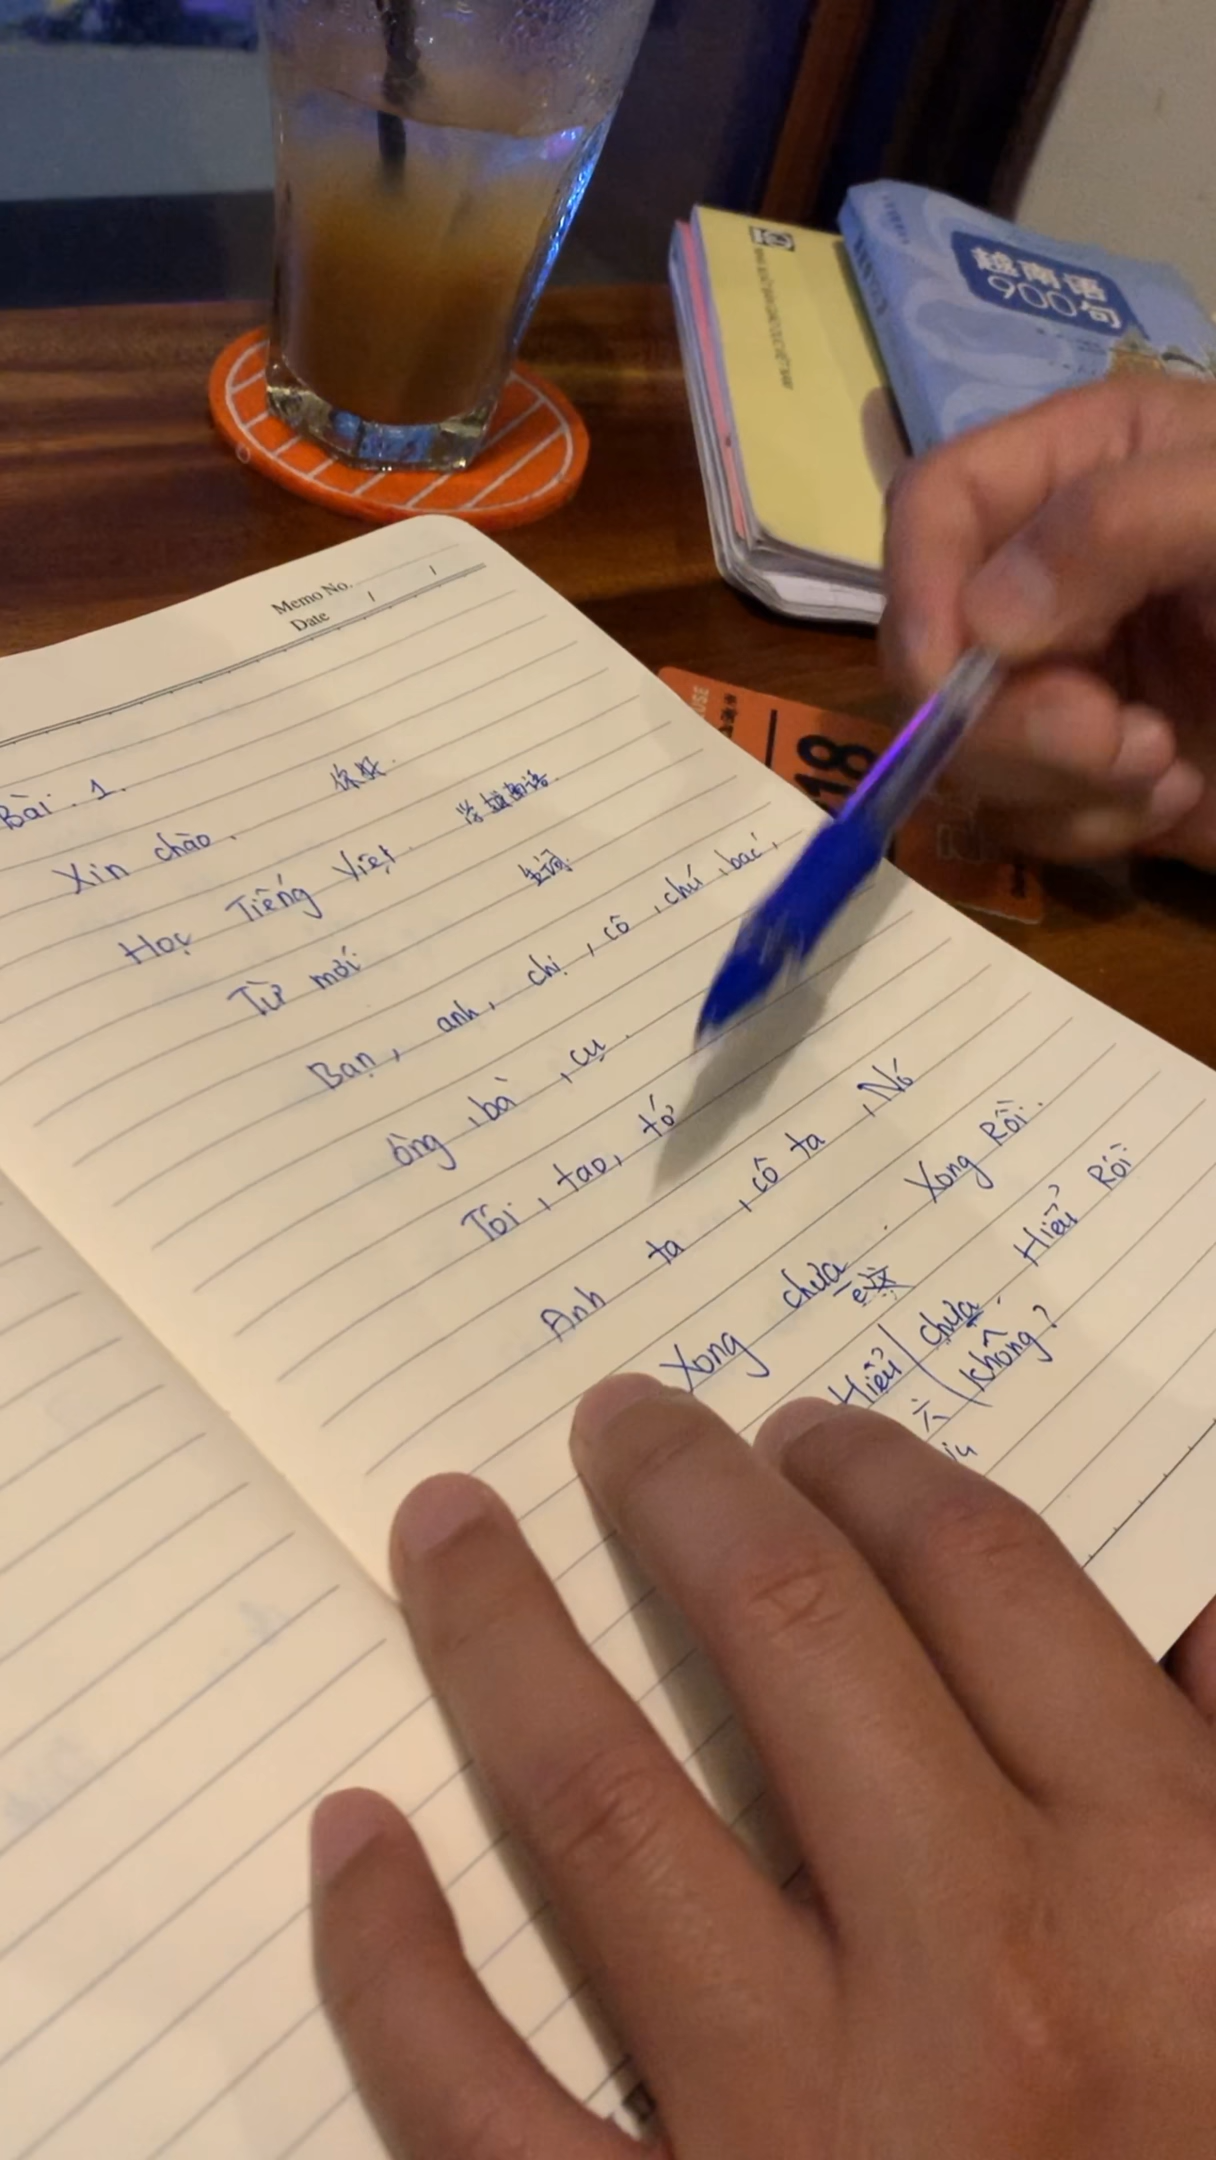 越南语
900句
Memo No.
Date
18
Bài 1.
Xin chào. 你好.
Học Tiếng Việt. 学越南语.
Từ mới: 生词:
Bạn, anh, chị, cô, chú, bác,
ông, bà, cụ.
Tôi, tao, tớ
Anh ta, cô ta, Nó
Xong chưa. Xong Rồi.
Hiểu chưa. Hiểu Rồi
không?